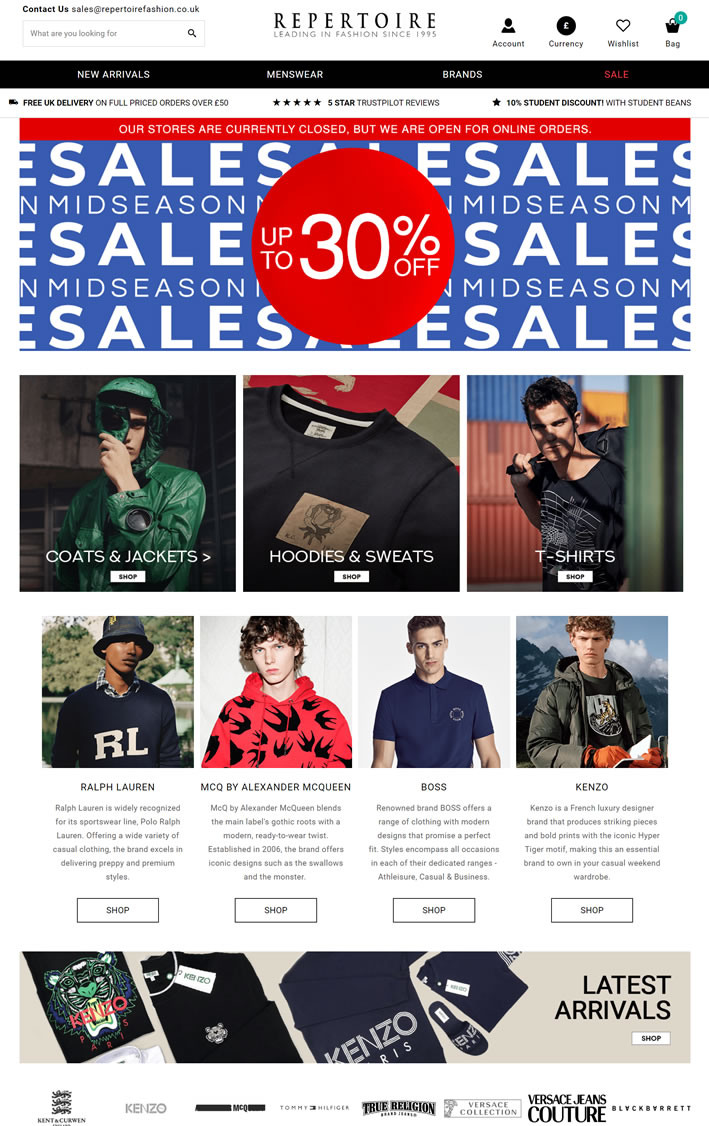 Contact Us sales@repertoirefashion.co.uk
What are you looking for
REPERTOIRE
LEADING IN FASHION SINCE 1995
0
£
Account
Currency
Wishlist
Bag
NEW ARRIVALS
MENSWEAR
BRANDS
SALE
FREE UK DELIVERY ON FULL PRICED ORDERS OVER £50
5 STAR TRUSTPILOT REVIEWS
10% STUDENT DISCOUNT! WITH STUDENT BEANS
OUR STORES ARE CURRENTLY CLOSED, BUT WE ARE OPEN FOR ONLINE ORDERS.
ESALESALESALES
N MIDSEASON MIDSEASON M
ESALE SALES
N MIDSEASON MIDSEASON M
ESALESALESALES
UP TO 30% OFF
COATS & JACKETS >
SHOP
HOODIES & SWEATS
SHOP
T-SHIRTS
SHOP
P
RL
RALPH LAUREN
Ralph Lauren is widely recognized
for its sportswear line, Polo Ralph
Lauren. Offering a wide variety of
casual clothing, the brand excels in
delivering preppy and premium
styles.
SHOP
MCQ BY ALEXANDER MCQUEEN
McQ by Alexander McQueen blends
the main label's gothic roots with a
modern, ready-to-wear twist.
Established in 2006, the brand offers
iconic designs such as the swallows
and the monster.
SHOP
BOSS
Renowned brand BOSS offers a
range of clothing with modern
designs that promise a perfect
fit. Styles encompass all occasions
in each of their dedicated ranges -
Athleisure, Casual & Business.
SHOP
KENZO
Kenzo is a French luxury designer
brand that produces striking pieces
and bold prints with the iconic Hyper
Tiger motif, making this an essential
brand to own in your casual weekend
wardrobe.
SHOP
KENZO
PARIS
KENZO
KENZO
PARIS
KENZO
LATEST
ARRIVALS
SHOP
KENT & CURWEN
KENZO
McQ
TOMMY HILFIGER
TRUE RELIGION
BRAND JEANS
VERSACE
COLLECTION
VERSACE JEANS
COUTURE
BLACKBARRETT